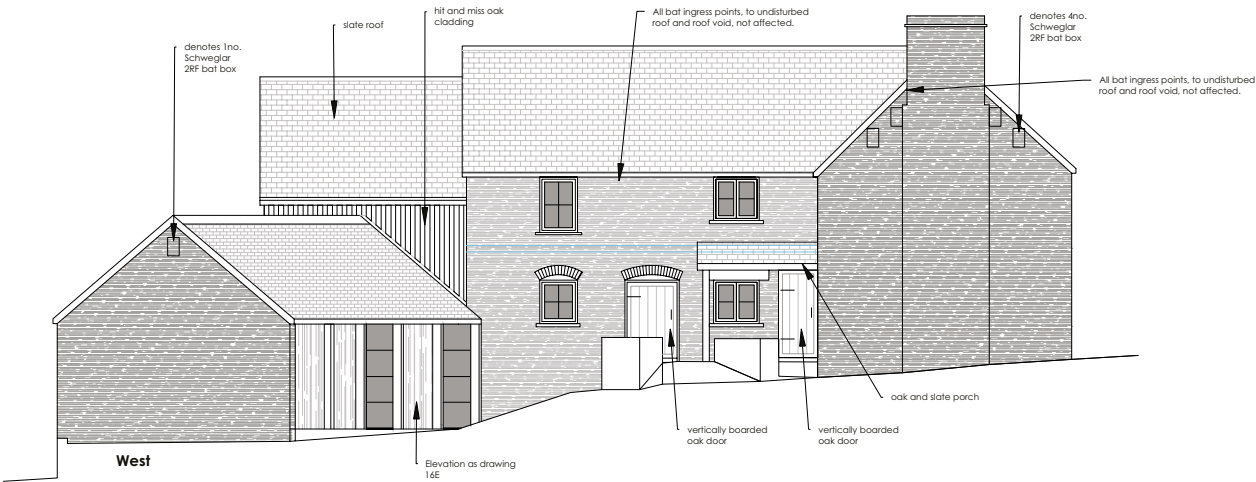 denotes 1no.
Schweglar
2RF bat box
slate roof
hit and miss oak
cladding
All bat ingress points, to undisturbed
roof and roof void, not affected.
denotes 4no.
Schweglar
2RF bat box
All bat ingress points, to undisturbed
roof and roof void, not affected.
oak and slate porch
vertically boarded
oak door
vertically boarded
oak door
Elevation as drawing
16E
West